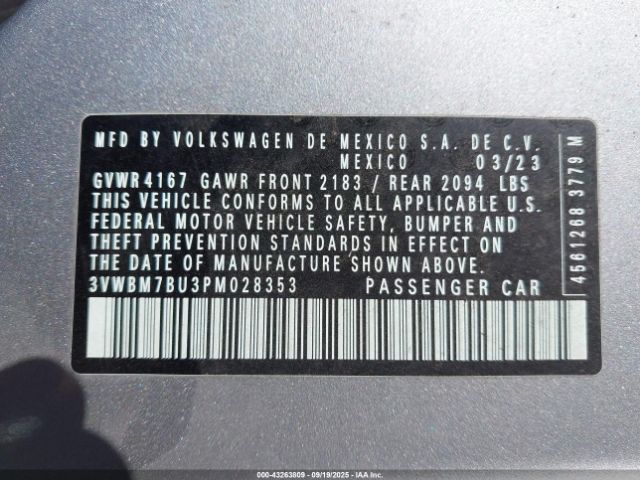 MFD BY VOLKSWAGEN DE MEXICO S.A. DE C.V.
MEXICO 03/23
GVWR 4167 GAWR FRONT 2183 / REAR 2094 LBS
THIS VEHICLE CONFORMS TO ALL APPLICABLE U.S.
FEDERAL MOTOR VEHICLE SAFETY, BUMPER AND
THEFT PREVENTION STANDARDS IN EFFECT ON
THE DATE OF MANUFACTURE SHOWN ABOVE.
3VWBM7BU3PM028353 PASSENGER CAR
4561268 3779 M
000-43263809 - 09/19/2025 - IAA Inc.